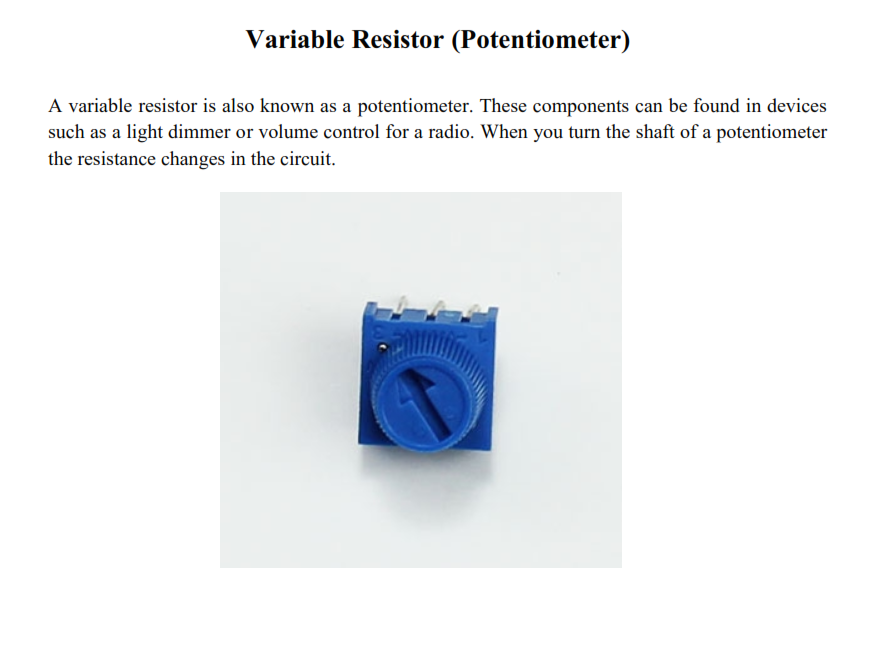 Variable Resistor (Potentiometer)
A variable resistor is also known as a potentiometer. These components can be found in devices
such as a light dimmer or volume control for a radio. When you turn the shaft of a potentiometer
the resistance changes in the circuit.